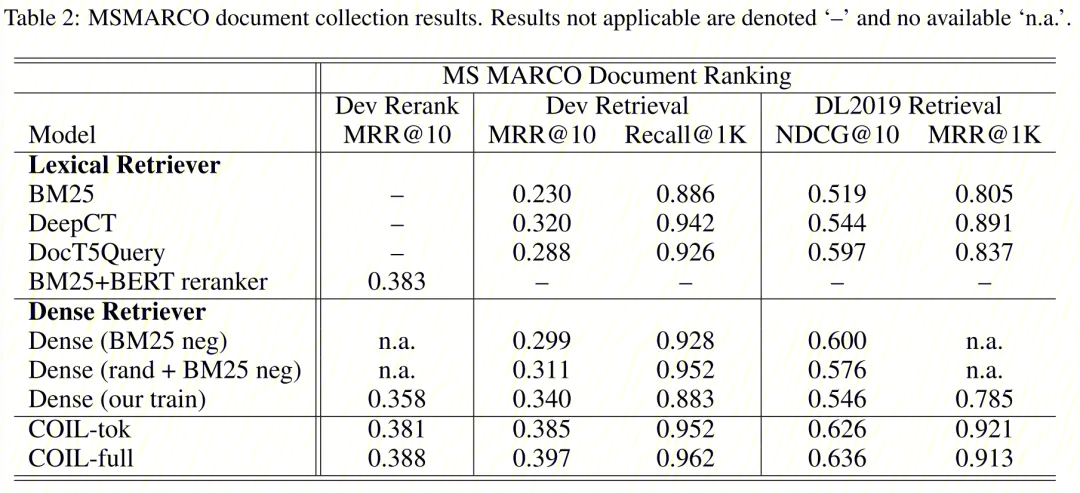 Table 2: MSMARCO document collection results. Results not applicable are denoted ‘–’ and no available ‘n.a.’.
MS MARCO Document Ranking
Dev Rerank Dev Retrieval DL2019 Retrieval
Model MRR@10 MRR@10 Recall@1K NDCG@10 MRR@1K
Lexical Retriever
BM25 – 0.230 0.886 0.519 0.805
DeepCT – 0.320 0.942 0.544 0.891
DocT5Query – 0.288 0.926 0.597 0.837
BM25+BERT reranker 0.383 – – – –
Dense Retriever
Dense (BM25 neg) n.a. 0.299 0.928 0.600 n.a.
Dense (rand + BM25 neg) n.a. 0.311 0.952 0.576 n.a.
Dense (our train) 0.358 0.340 0.883 0.546 0.785
COIL-tok 0.381 0.385 0.952 0.626 0.921
COIL-full 0.388 0.397 0.962 0.636 0.913